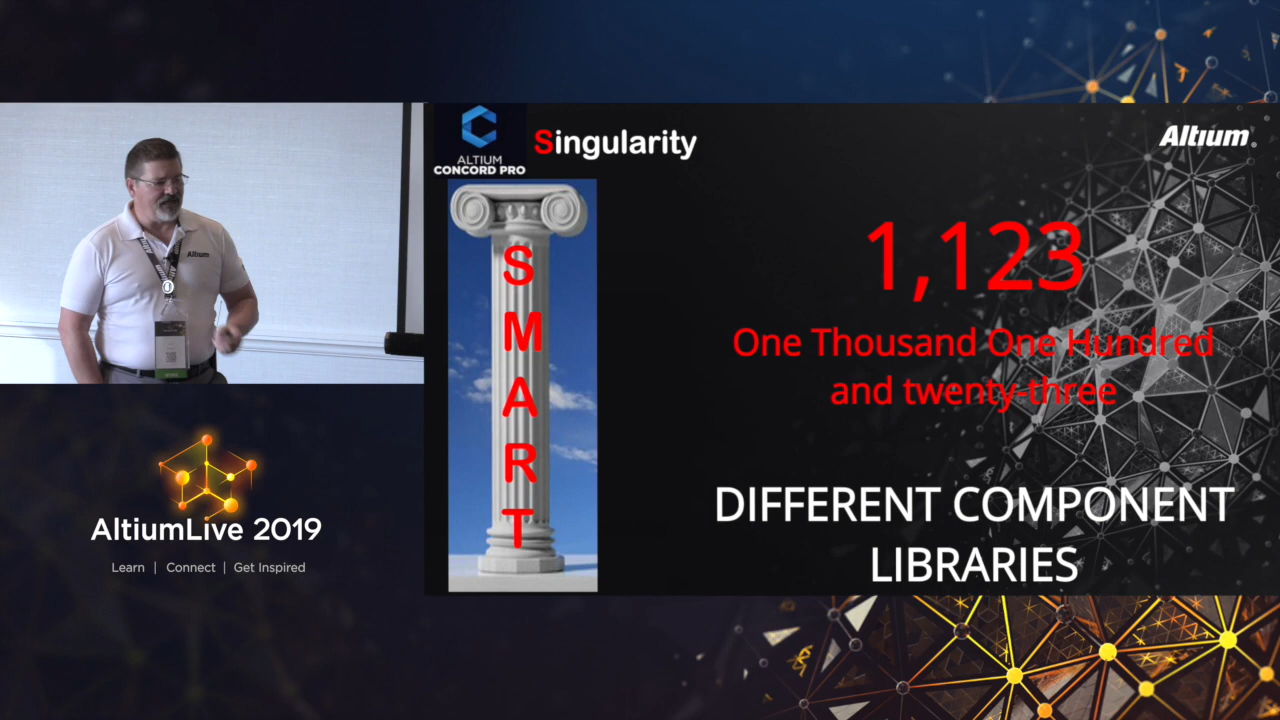 ALTIUM
CONCORD PRO
Singularity
Altium
S
M
A
R
T
1,123
One Thousand One Hundred
and twenty-three
DIFFERENT COMPONENT
LIBRARIES
Altium
AltiumLive 2019
Learn | Connect | Get Inspired